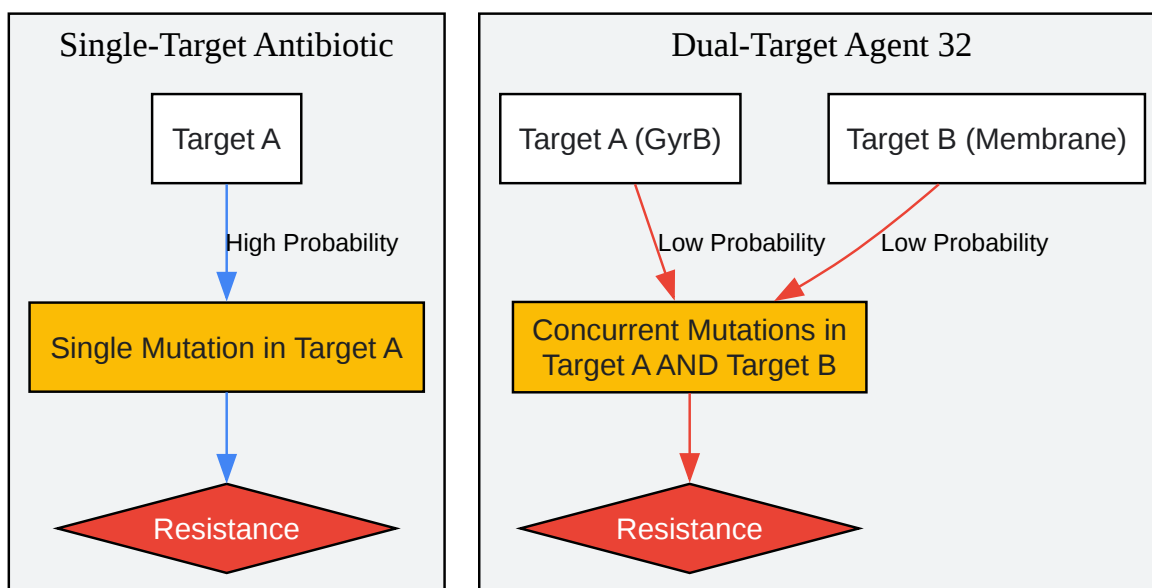 Single-Target Antibiotic
Target A
High Probability
Single Mutation in Target A
Resistance
Dual-Target Agent 32
Target A (GyrB)
Target B (Membrane)
Low Probability
Low Probability
Concurrent Mutations in
Target A AND Target B
Resistance